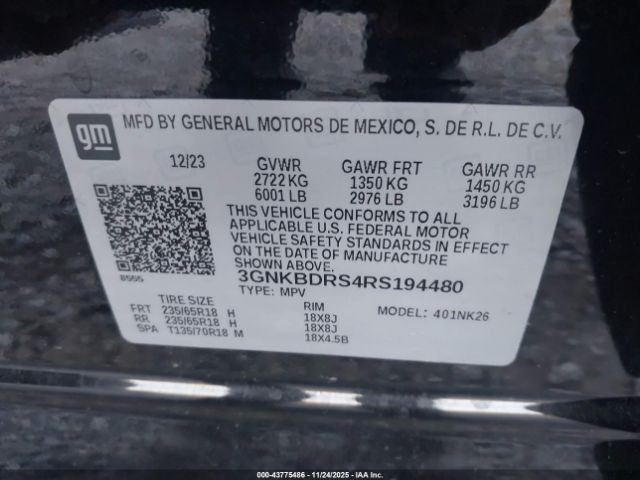 gm
MFD BY GENERAL MOTORS DE MEXICO, S. DE R.L. DE C.V.
12/23 GVWR GAWR FRT GAWR RR
2722 KG 1350 KG 1450 KG
6001 LB 2976 LB 3196 LB
THIS VEHICLE CONFORMS TO ALL
APPLICABLE U.S. FEDERAL MOTOR
VEHICLE SAFETY STANDARDS IN EFFECT
ON THE DATE OF MANUFACTURE
SHOWN ABOVE.
8555
3GNKBDRS4RS194480
TYPE: MPV
TIRE SIZE RIM MODEL: 401NK26
FRT 235/65R18 H 18X8J
RR 235/65R18 H 18X8J
SPA T135/70R18 M 18X4.5B
000-43775486 - 11/24/2025 - IAA Inc.